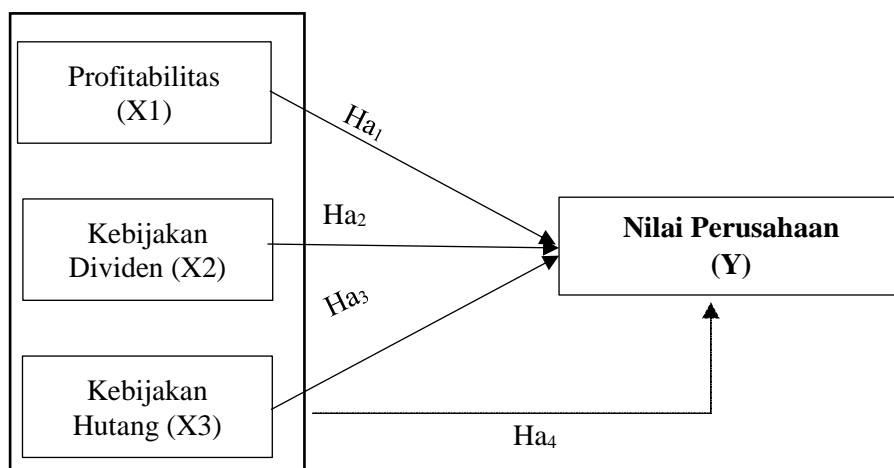 Profitabilitas
(X1)
Ha₁
Ha₂
Kebijakan
Dividen (X2)
Nilai Perusahaan
(Y)
Ha₃
Kebijakan
Hutang (X3)
Ha₄